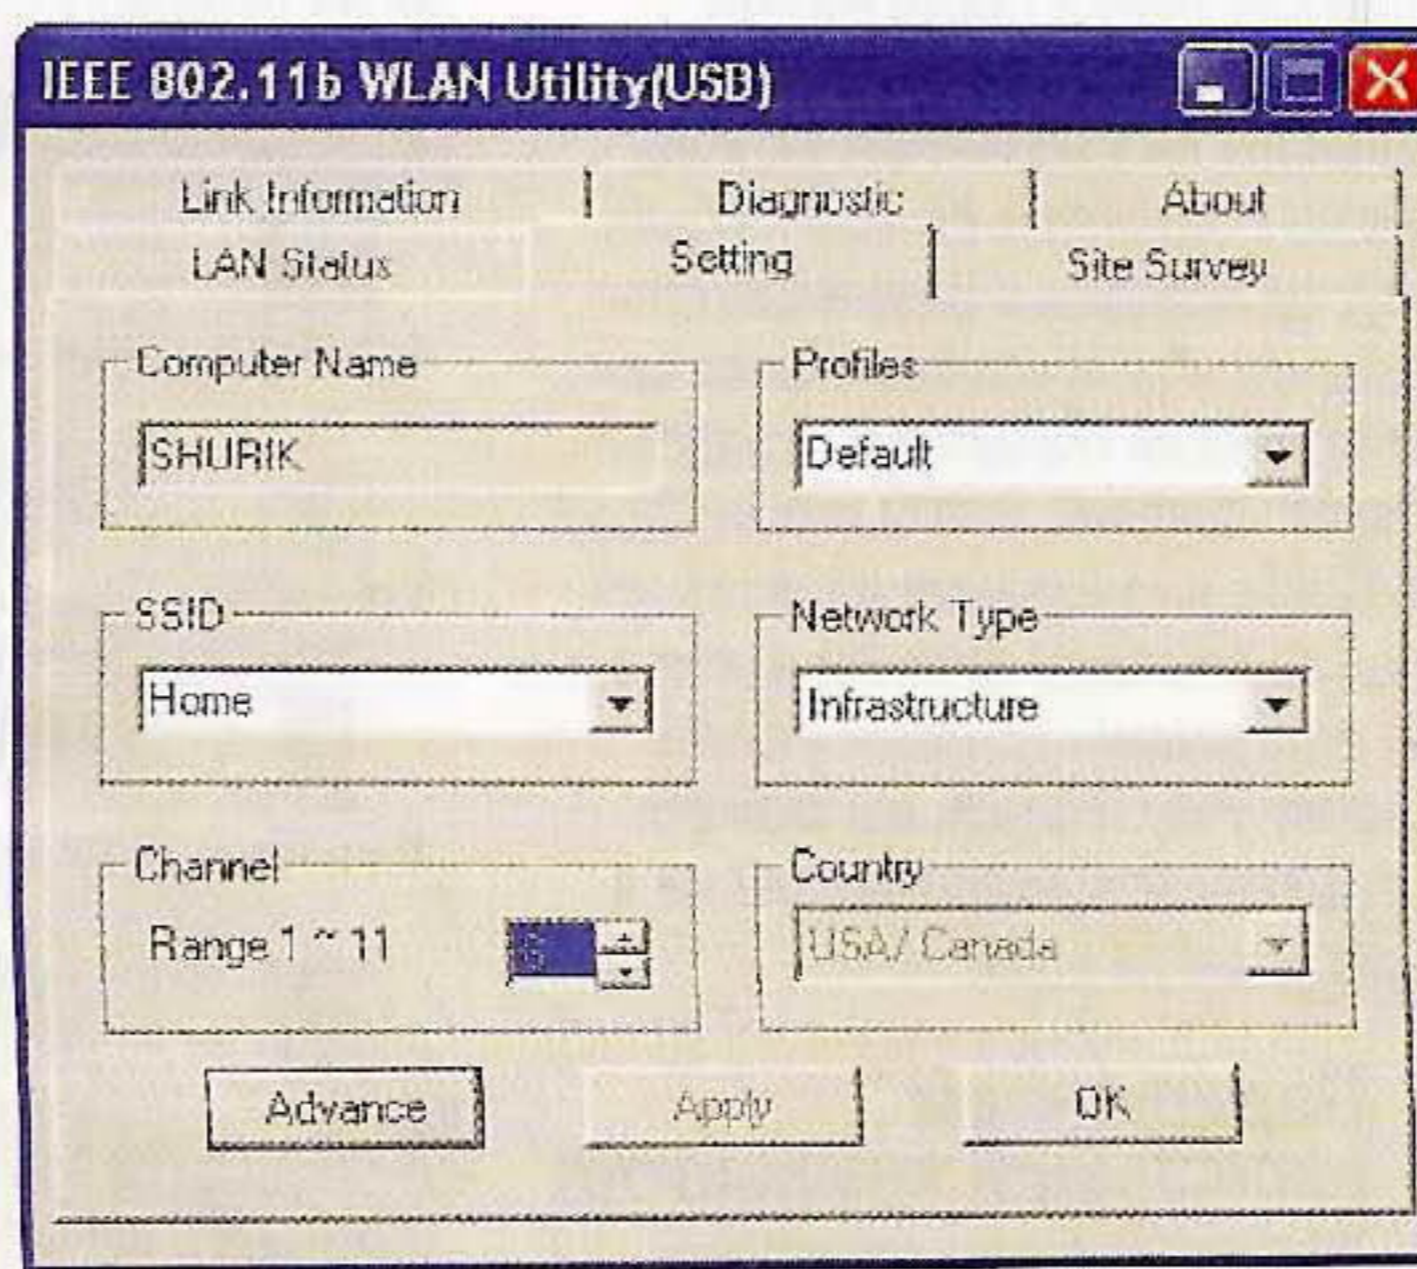 IEEE 802.11b WLAN Utility(USB)
Link Information Diagnostic About
LAN Status Setting Site Survey
Computer Name Profiles
SHURIK Default
SSID Network Type
Home Infrastructure
Channel Country
Range 1 ~ 11 USA/ Canada
Advance Apply OK